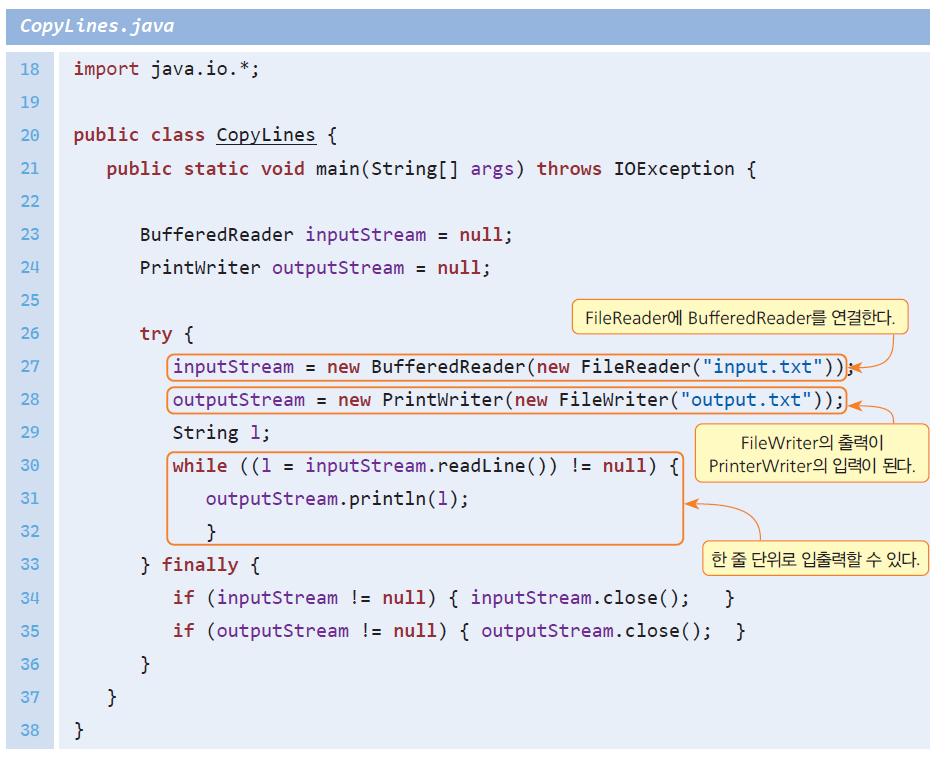 CopyLines.java
18 import java.io.*;
19
20 public class CopyLines {
21 public static void main(String[] args) throws IOException {
22
23 BufferedReader inputStream = null;
24 PrintWriter outputStream = null;
25
FileReader에 BufferedReader를 연결한다.
26 try {
27 inputStream = new BufferedReader(new FileReader("input.txt"));
28 outputStream = new PrintWriter(new FileWriter("output.txt"));
29 String l;
FileWriter의 출력이
PrinterWriter의 입력이 된다.
30 while ((l = inputStream.readLine()) != null) {
31 outputStream.println(l);
32 }
한 줄 단위로 입출력할 수 있다.
33 } finally {
34 if (inputStream != null) { inputStream.close(); }
35 if (outputStream != null) { outputStream.close(); }
36 }
37 }
38 }